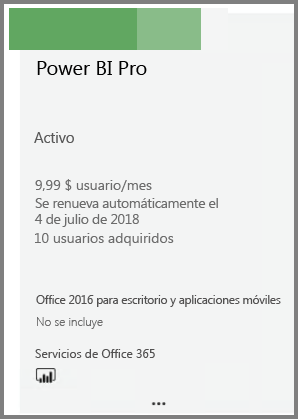 Power BI Pro
Activo
9,99 $ usuario/mes
Se renueva automáticamente el
4 de julio de 2018
10 usuarios adquiridos
Office 2016 para escritorio y aplicaciones móviles
No se incluye
Servicios de Office 365